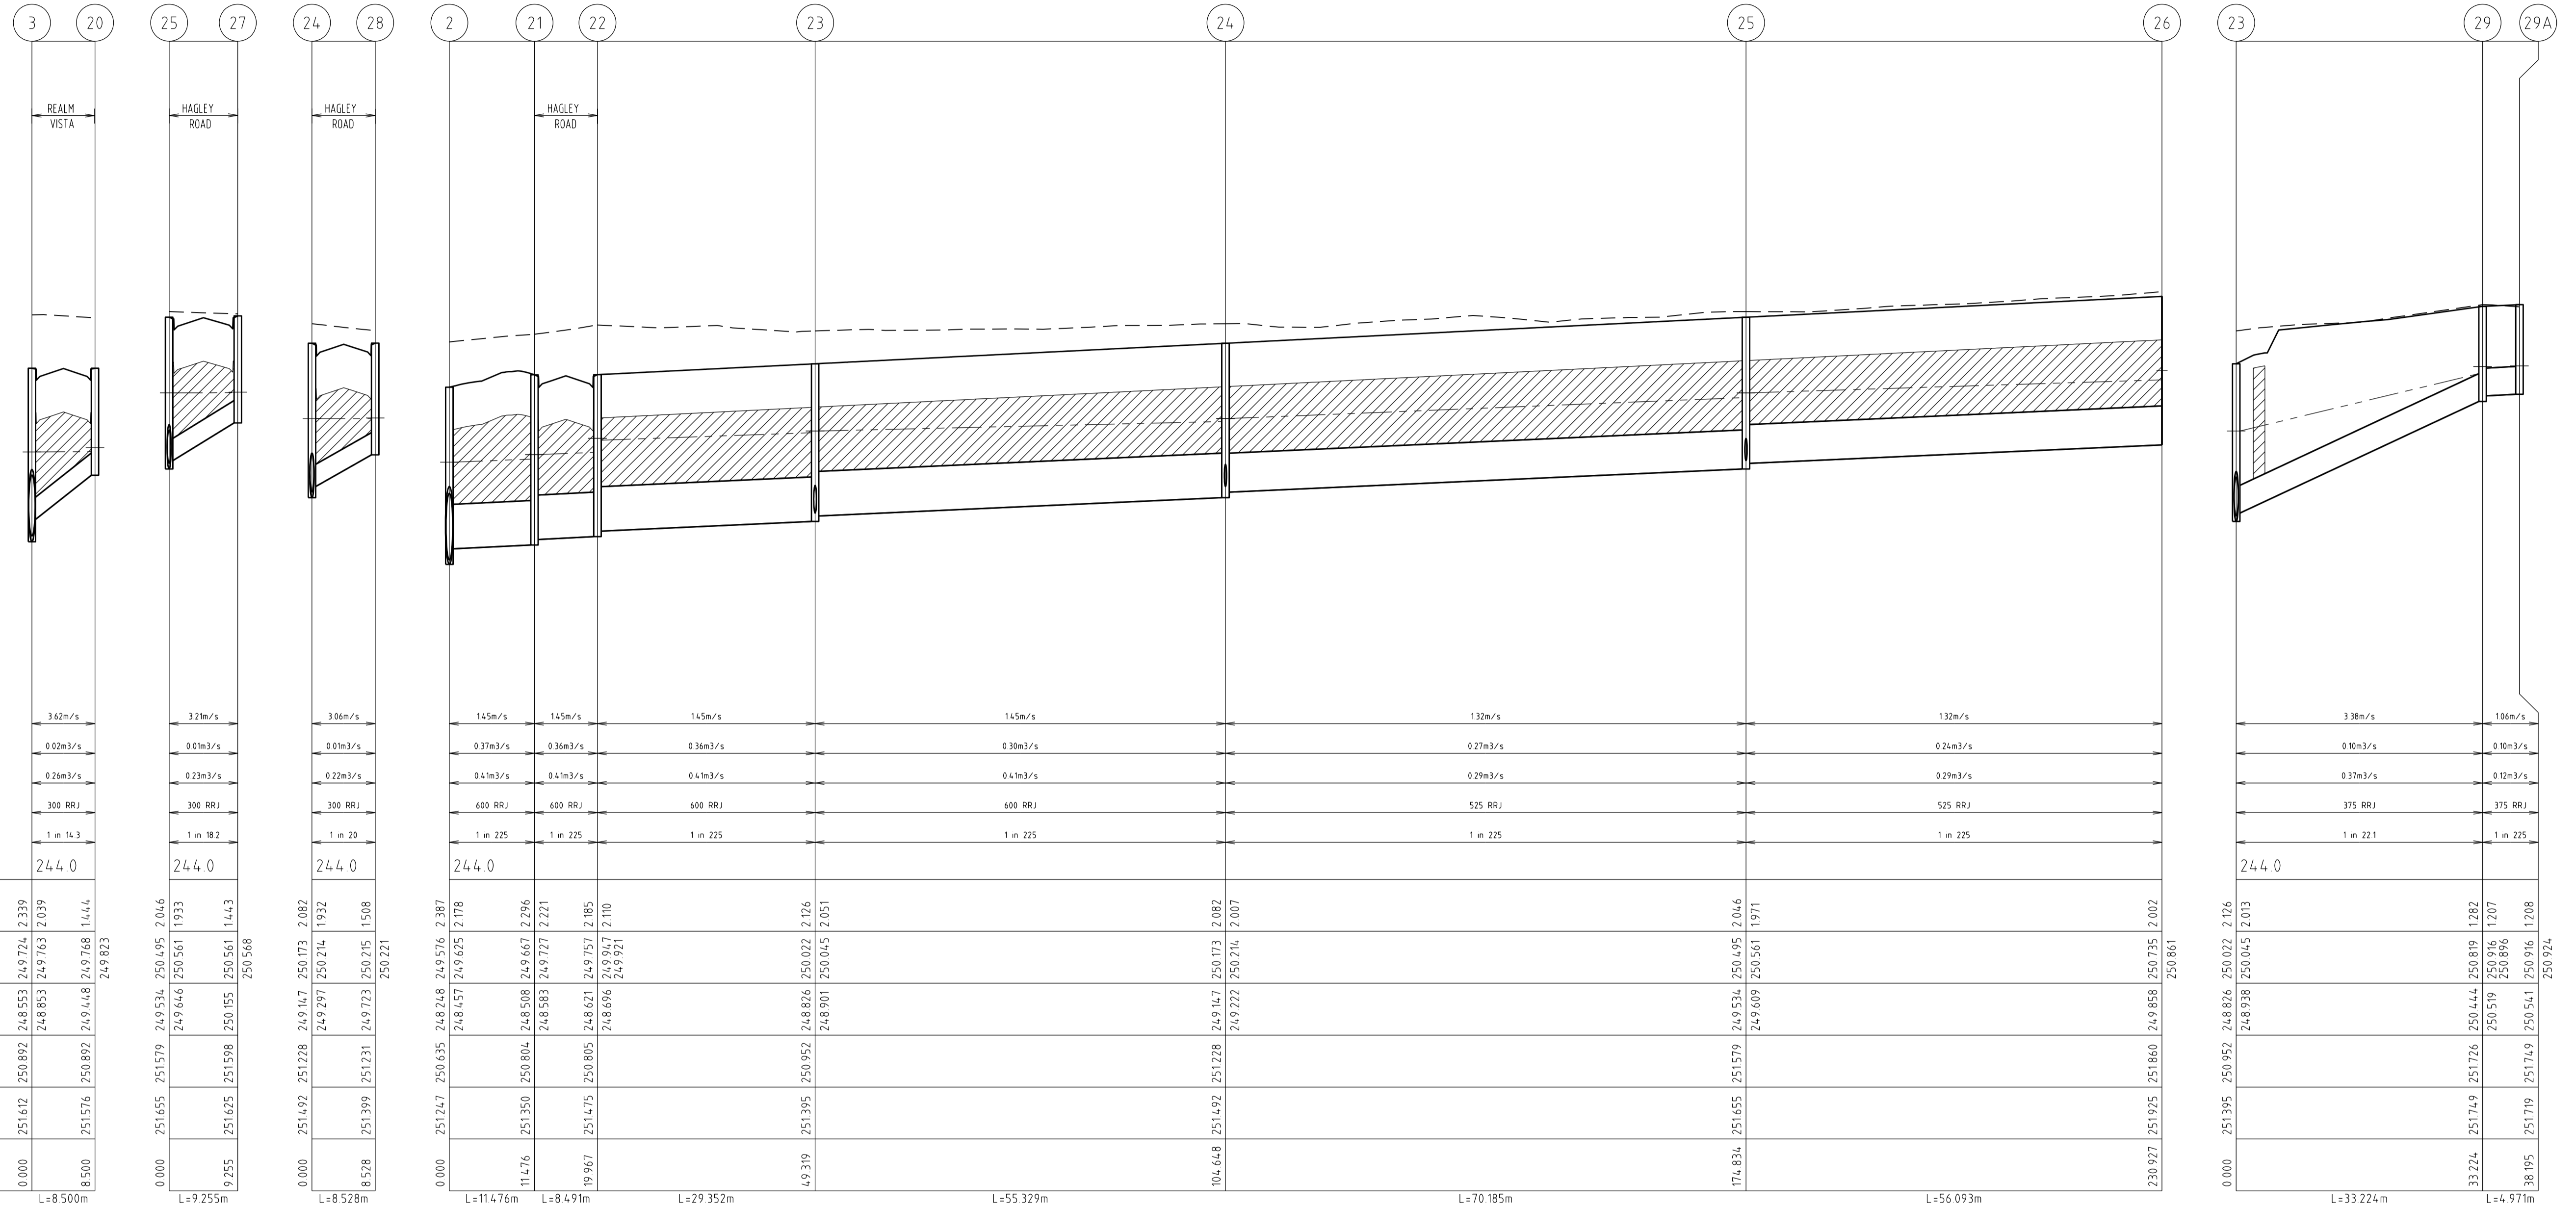 3 20 25 27 24 28 2 21 22 23 24 25 26 23 29 29A
REALM HAGLEY HAGLEY HAGLEY
VISTA ROAD ROAD ROAD
3.62m/s 3.21m/s 3.06m/s 1.45m/s 1.45m/s 1.45m/s 1.45m/s 1.32m/s 1.32m/s 3.38m/s 1.06m/s
0.02m3/s 0.01m3/s 0.01m3/s 0.37m3/s 0.36m3/s 0.36m3/s 0.30m3/s 0.27m3/s 0.24m3/s 0.10m3/s 0.10m3/s
0.26m3/s 0.23m3/s 0.22m3/s 0.41m3/s 0.41m3/s 0.41m3/s 0.41m3/s 0.29m3/s 0.29m3/s 0.37m3/s 0.12m3/s
300 RRJ 300 RRJ 300 RRJ 600 RRJ 600 RRJ 600 RRJ 600 RRJ 525 RRJ 525 RRJ 375 RRJ 375 RRJ
1 in 14.3 1 in 18.2 1 in 20 1 in 225 1 in 225 1 in 225 1 in 225 1 in 225 1 in 225 1 in 22.1 1 in 225
244.0 244.0 244.0 244.0 244.0
2.339 2.039 1.444 2.046 1.933 1.443 2.082 1.932 1.508 2.387 2.178 2.296 2.221 2.185 2.110 2.126 2.051 2.082 2.007 2.046 1.971 2.002 2.126 2.013 1.282 1.207 1.208
249.724 249.763 249.768 249.823 250.495 250.561 250.561 250.568 250.173 250.214 250.215 250.221 249.576 249.625 249.667 249.727 249.757 249.947 249.921 250.022 250.045 250.173 250.214 250.495 250.561 250.735 250.861 250.022 250.045 250.819 250.916 250.896 250.916 250.924
248.553 248.853 249.448 249.534 249.646 250.155 249.147 249.297 249.723 248.248 248.457 248.508 248.583 248.621 248.696 248.826 248.901 249.147 249.222 249.534 249.609 249.858 248.826 248.938 250.444 250.519 250.541
250.892 250.892 251.579 251.598 251.228 251.231 250.635 250.804 250.805 250.952 251.228 251.579 251.860 250.952 251.726 251.749
251.612 251.576 251.655 251.625 251.492 251.399 251.247 251.350 251.475 251.395 251.492 251.655 251.925 251.395 251.749 251.719
0.000 8.500 0.000 9.255 0.000 8.528 0.000 11.476 19.967 49.319 104.648 174.834 230.927 0.000 33.224 38.195
L=8.500m L=9.255m L=8.528m L=11.476m L=8.491m L=29.352m L=55.329m L=70.185m L=56.093m L=33.224m L=4.971m